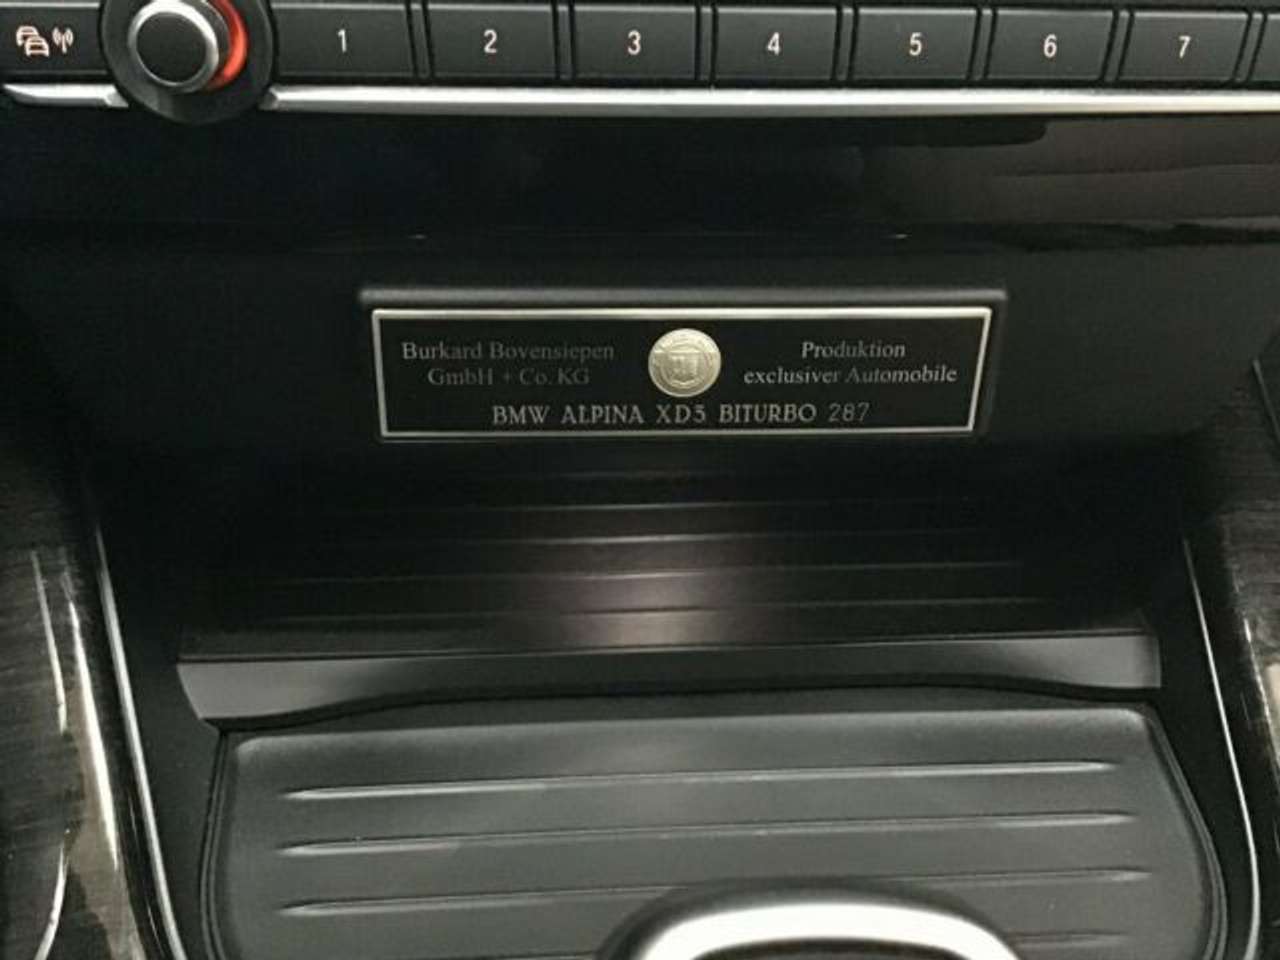 1 2 3 4 5 6 7
Burkard Bovensiepen
GmbH + Co. KG
Produktion
exclusiver Automobile
BMW ALPINA XD3 BITURBO 287